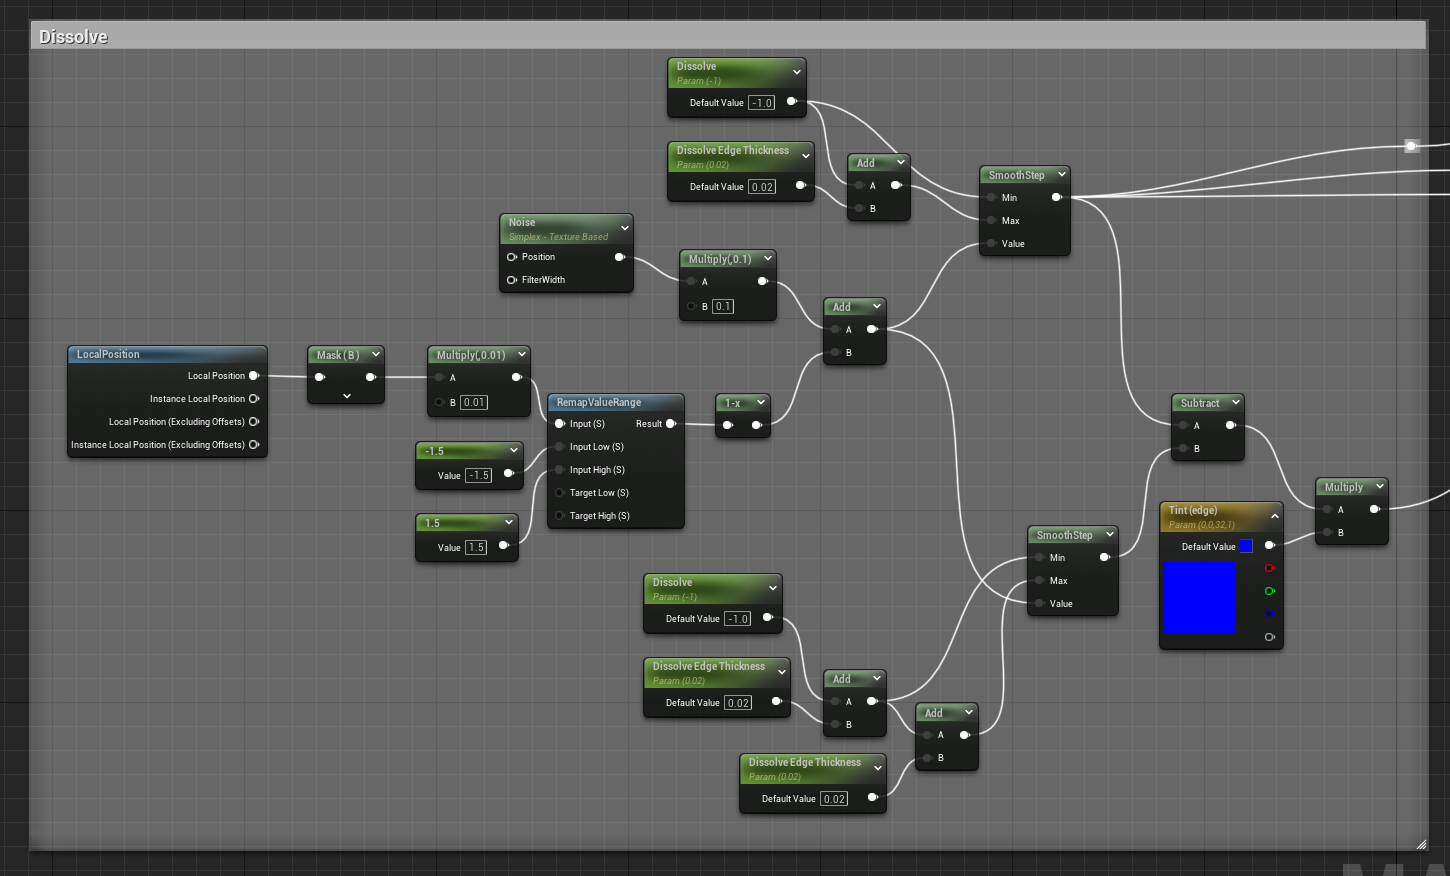 Dissolve
Dissolve
Param (-1)
Default Value -1.0
Dissolve Edge Thickness
Param (0.02)
Default Value 0.02
Add
A
B
SmoothStep
Min
Max
Value
Noise
Simplex - Texture Based
Position
FilterWidth
Multiply(,0.1)
A
B 0.1
Add
A
B
LocalPosition
Local Position
Instance Local Position
Local Position (Excluding Offsets)
Instance Local Position (Excluding Offsets)
Mask ( B )
Multiply(,0.01)
A
B 0.01
-1.5
Value -1.5
1.5
Value 1.5
RemapValueRange
Input (S) Result
Input Low (S)
Input High (S)
Target Low (S)
Target High (S)
1-x
Subtract
A
B
Multiply
A
B
Tint (edge)
Param (0,0,32,1)
Default Value
SmoothStep
Min
Max
Value
Dissolve
Param (-1)
Default Value -1.0
Dissolve Edge Thickness
Param (0.02)
Default Value 0.02
Add
A
B
Add
A
B
Dissolve Edge Thickness
Param (0.02)
Default Value 0.02